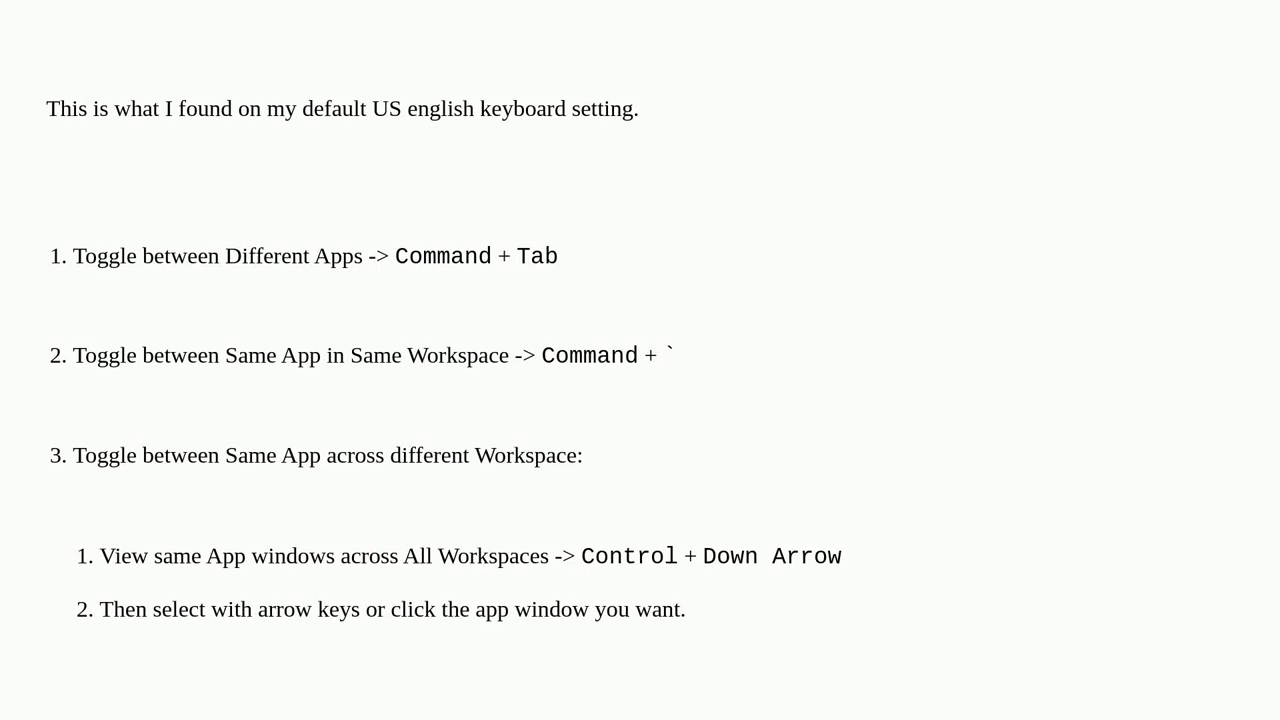 This is what I found on my default US english keyboard setting.
1. Toggle between Different Apps -> Command + Tab
2. Toggle between Same App in Same Workspace -> Command + `
3. Toggle between Same App across different Workspace:
1. View same App windows across All Workspaces -> Control + Down Arrow
2. Then select with arrow keys or click the app window you want.